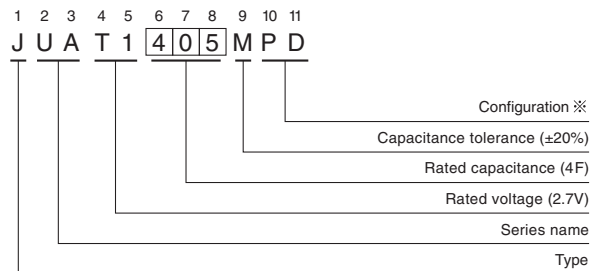 1 2 3 4 5 6 7 8 9 10 11
J U A T 1 4 0 5 M P D
Configuration ※
Capacitance tolerance (±20%)
Rated capacitance (4F)
Rated voltage (2.7V)
Series name
Type